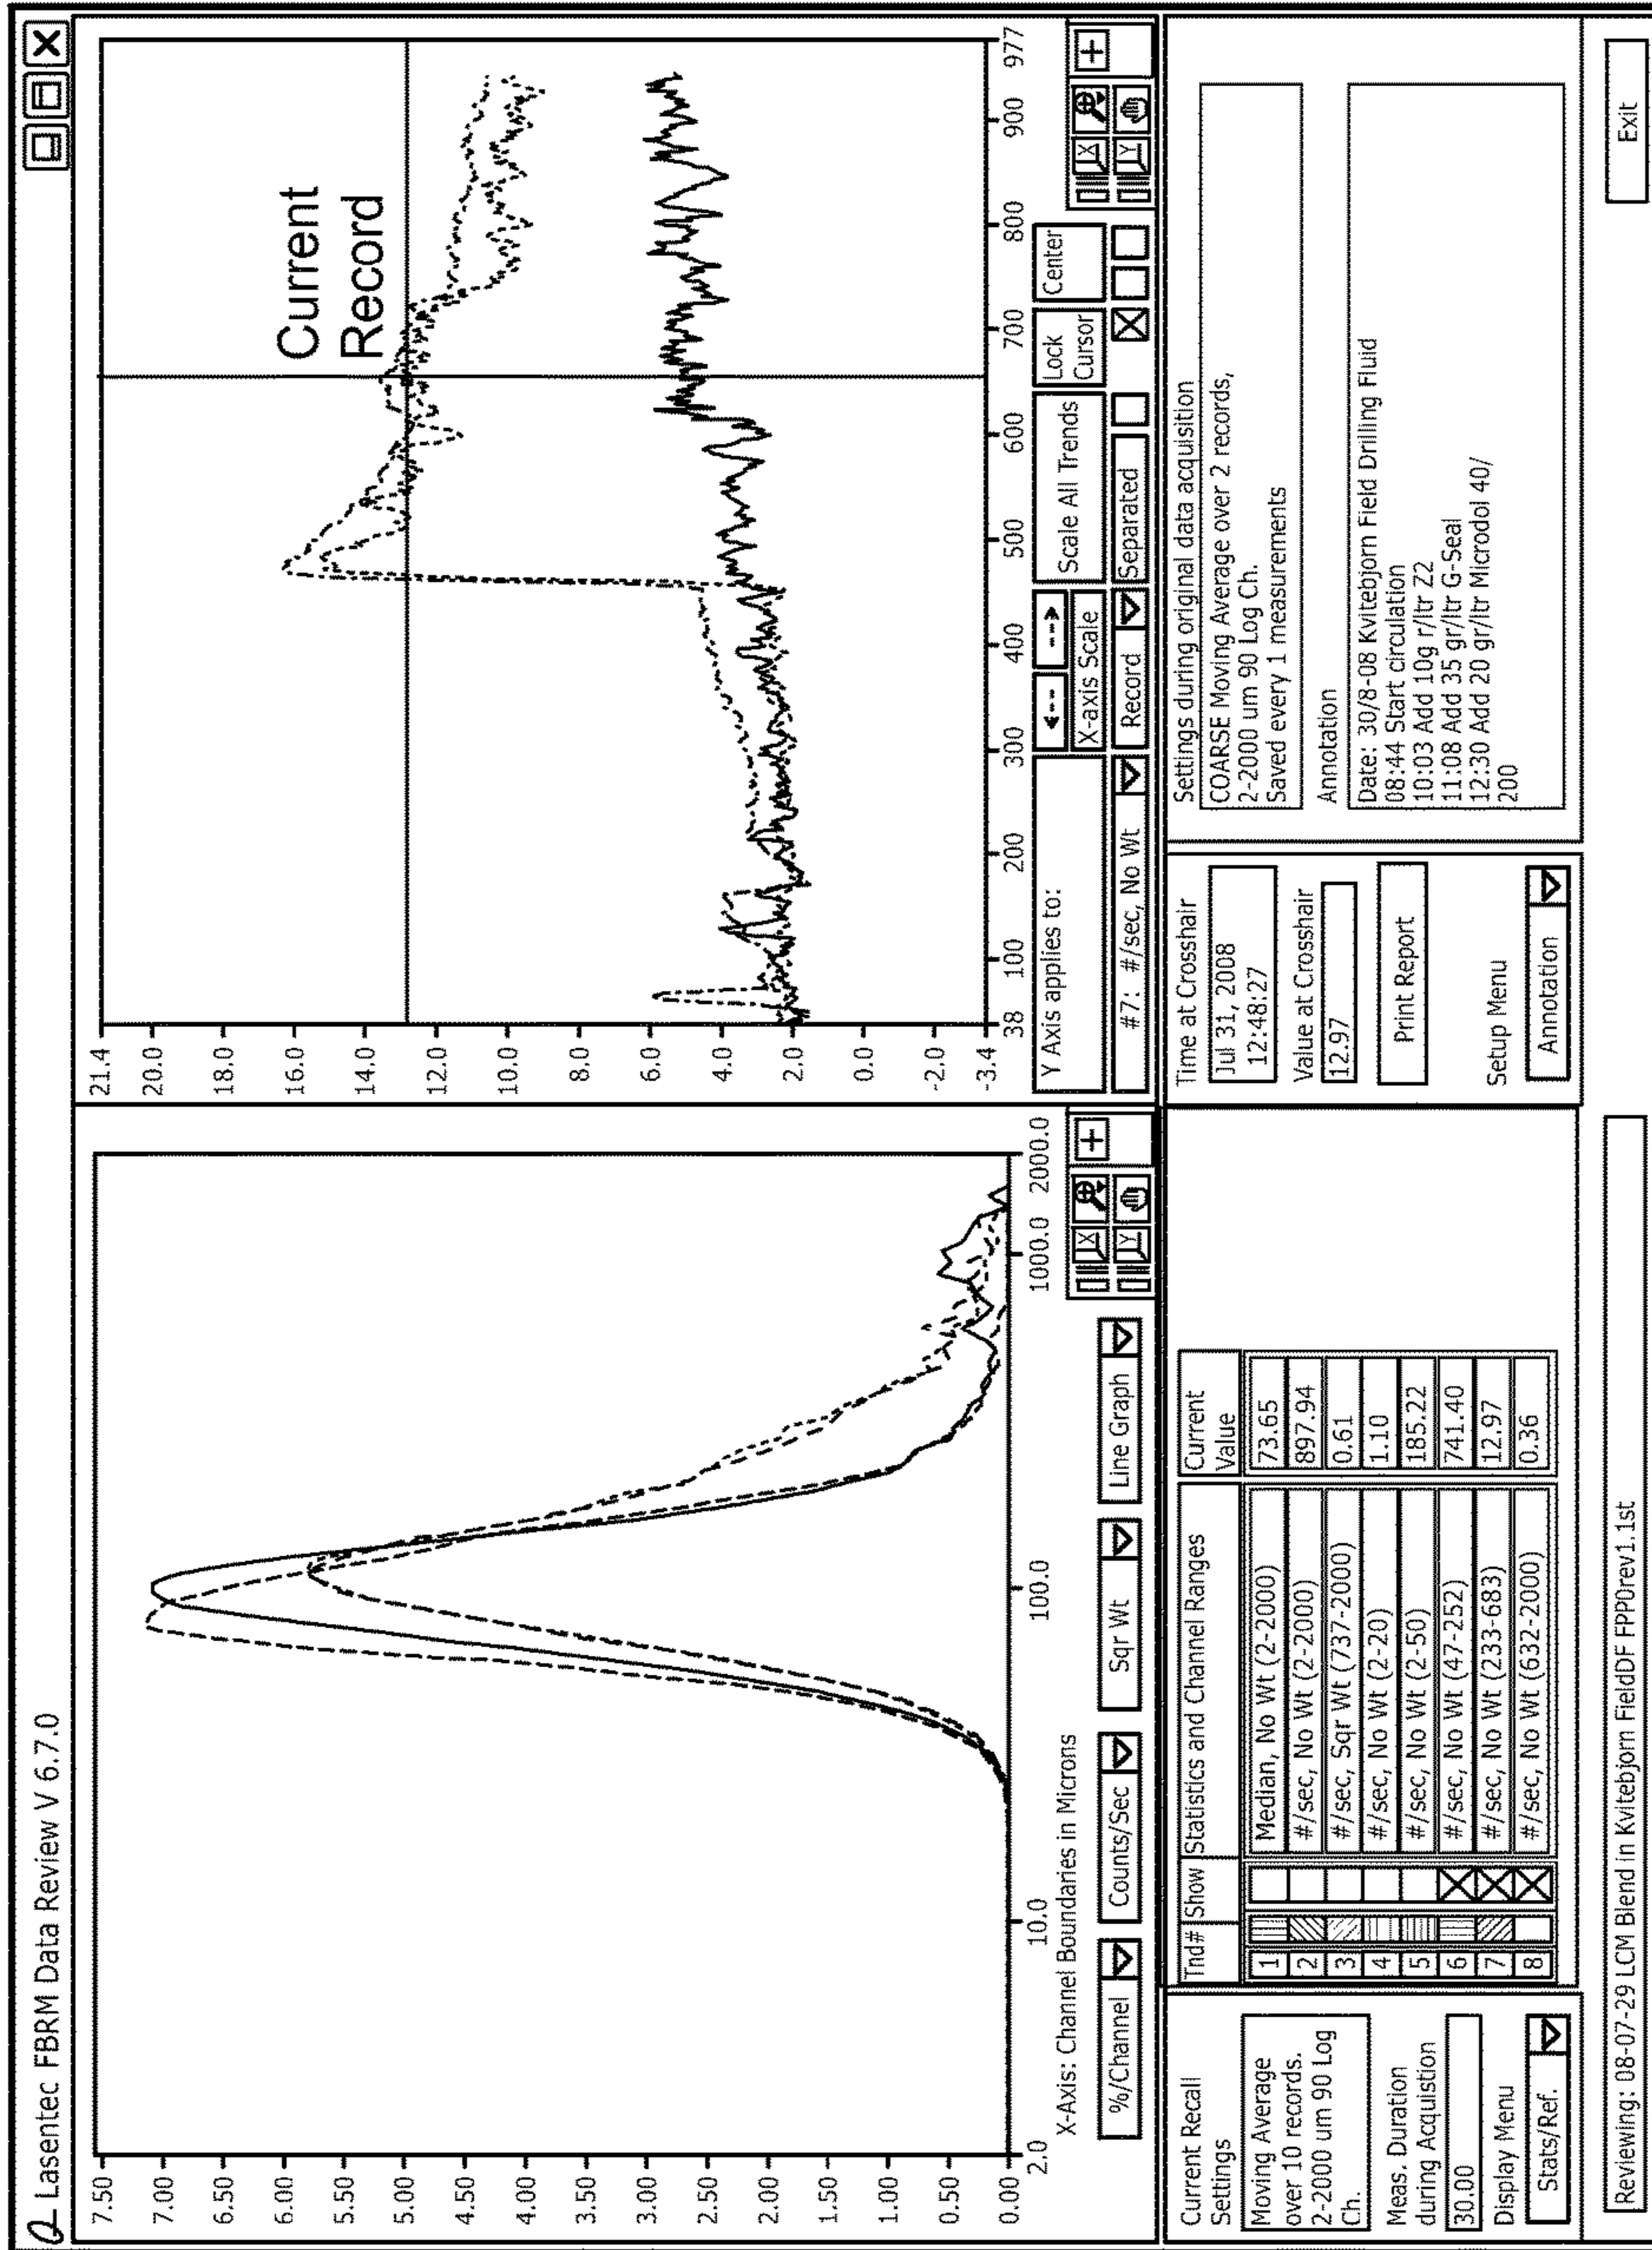 Lasentec FBRM Data Review V 6.7.0
7.50
7.00
6.50
6.00
5.50
5.00
4.50
4.00
3.50
3.00
2.50
2.00
1.50
1.00
0.50
0.00
2.0
10.0
100.0
1000.0
2000.0
X-Axis: Channel Boundaries in Microns
%/Channel
Counts/Sec
Sqr Wt
Line Graph
X
Y
21.4
20.0
18.0
16.0
14.0
12.0
10.0
8.0
6.0
4.0
2.0
0.0
-2.0
-3.4
Current
Record
38
100
200
300
400
500
600
700
800
900
977
Y Axis applies to:
#7: #/sec, No Wt
X-axis Scale
Record
Scale All Trends
Separated
Lock
Cursor
Center
X
Y
Current Recall
Settings
Moving Average
over 10 records.
2-2000 um 90 Log
Ch.
Meas. Duration
during Acquistion
30.00
Display Menu
Stats/Ref.
Tnd# Show Statistics and Channel Ranges Current Value
1 Median, No Wt (2-2000) 73.65
2 #/sec, No Wt (2-2000) 897.94
3 #/sec, Sqr Wt (737-2000) 0.61
4 #/sec, No Wt (2-20) 1.10
5 #/sec, No Wt (2-50) 185.22
6 #/sec, No Wt (47-252) 741.40
7 #/sec, No Wt (233-683) 12.97
8 #/sec, No Wt (632-2000) 0.36
Time at Crosshair
Jul 31, 2008
12:48:27
Value at Crosshair
12.97
Print Report
Setup Menu
Annotation
Settings during original data acquisition
COARSE Moving Average over 2 records,
2-2000 um 90 Log Ch.
Saved every 1 measurements
Annotation
Date: 30/8-08 Kvitebjorn Field Drilling Fluid
08:44 Start circulation
10:03 Add 10g r/ltr Z2
11:08 Add 35 gr/ltr G-Seal
12:30 Add 20 gr/ltr Microdol 40/
200
Reviewing: 08-07-29 LCM Blend in Kvitebjorn FieldDF FPP0rev1.1st
Exit